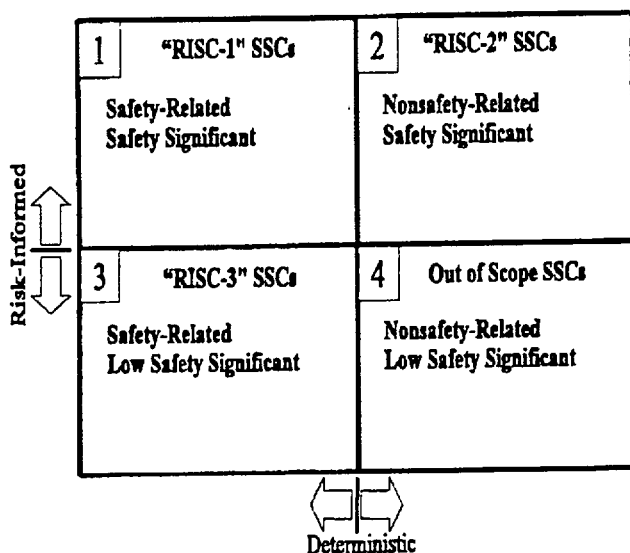 1 "RISC-1" SSCs
Safety-Related
Safety Significant
2 "RISC-2" SSCs
Nonsafety-Related
Safety Significant
Risk-Informed
3 "RISC-3" SSCs
Safety-Related
Low Safety Significant
4 Out of Scope SSCs
Nonsafety-Related
Low Safety Significant
Deterministic